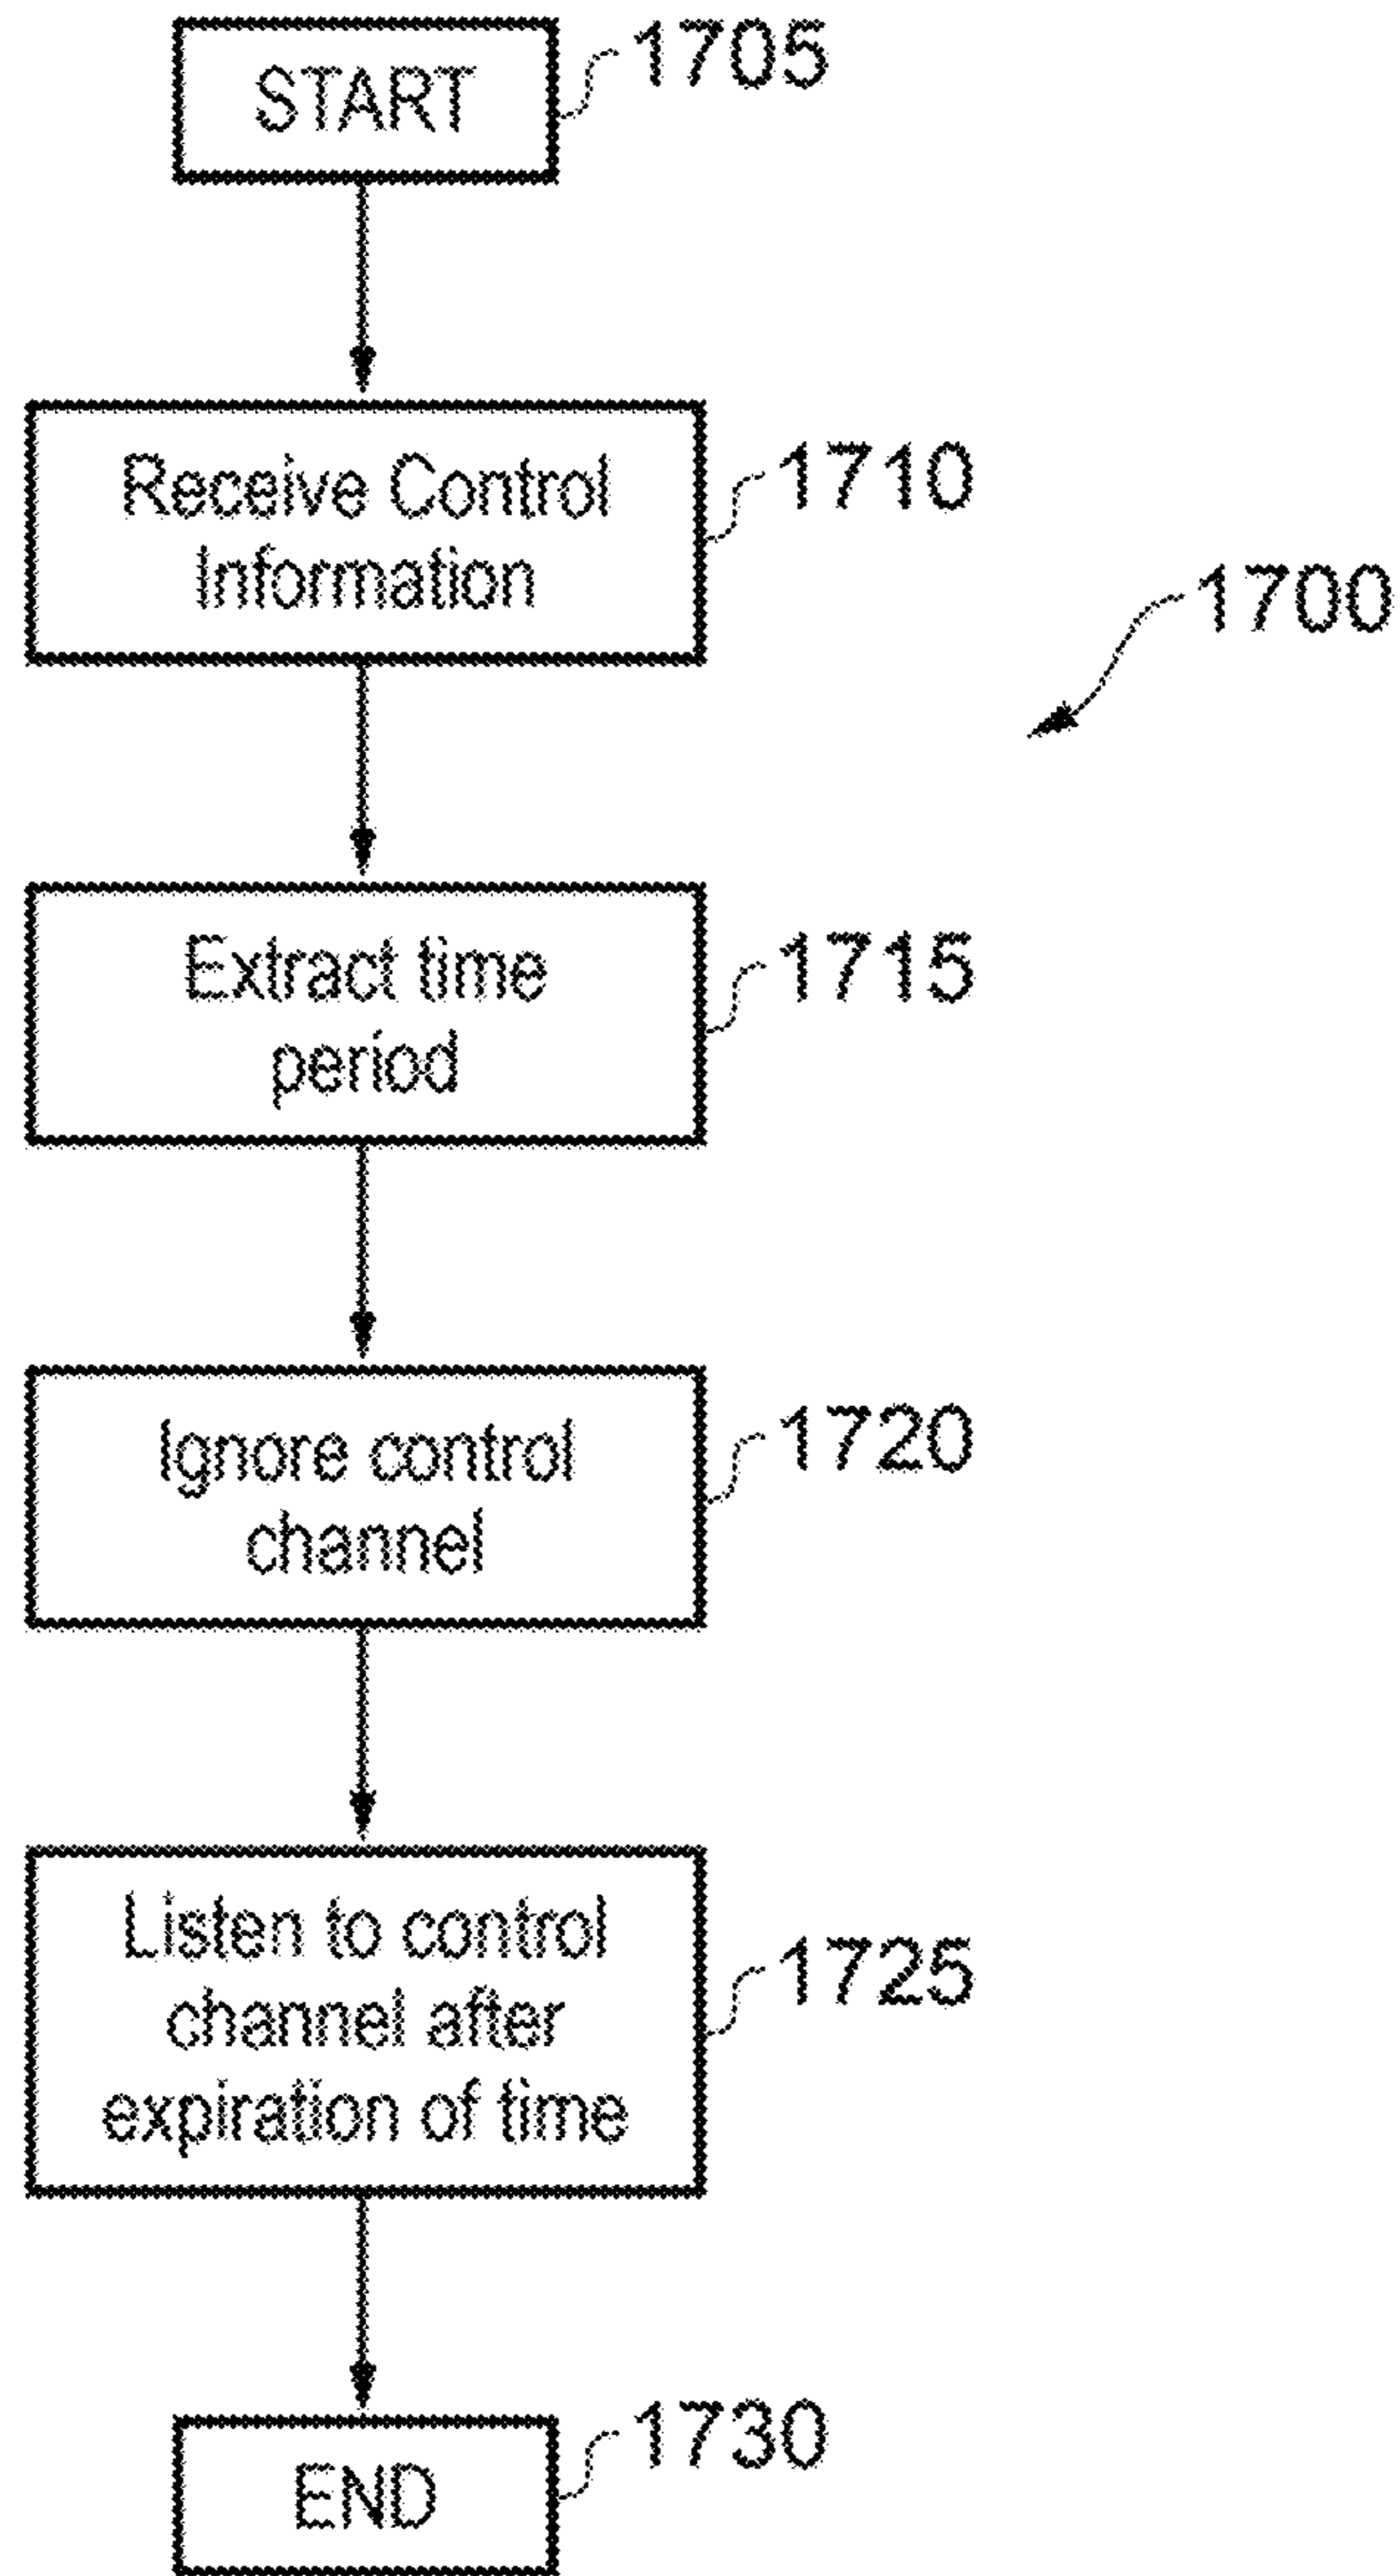 START
1705
Receive Control
Information
1710
1700
Extract time
period
1715
Ignore control
channel
1720
Listen to control
channel after
expiration of time
1725
END
1730